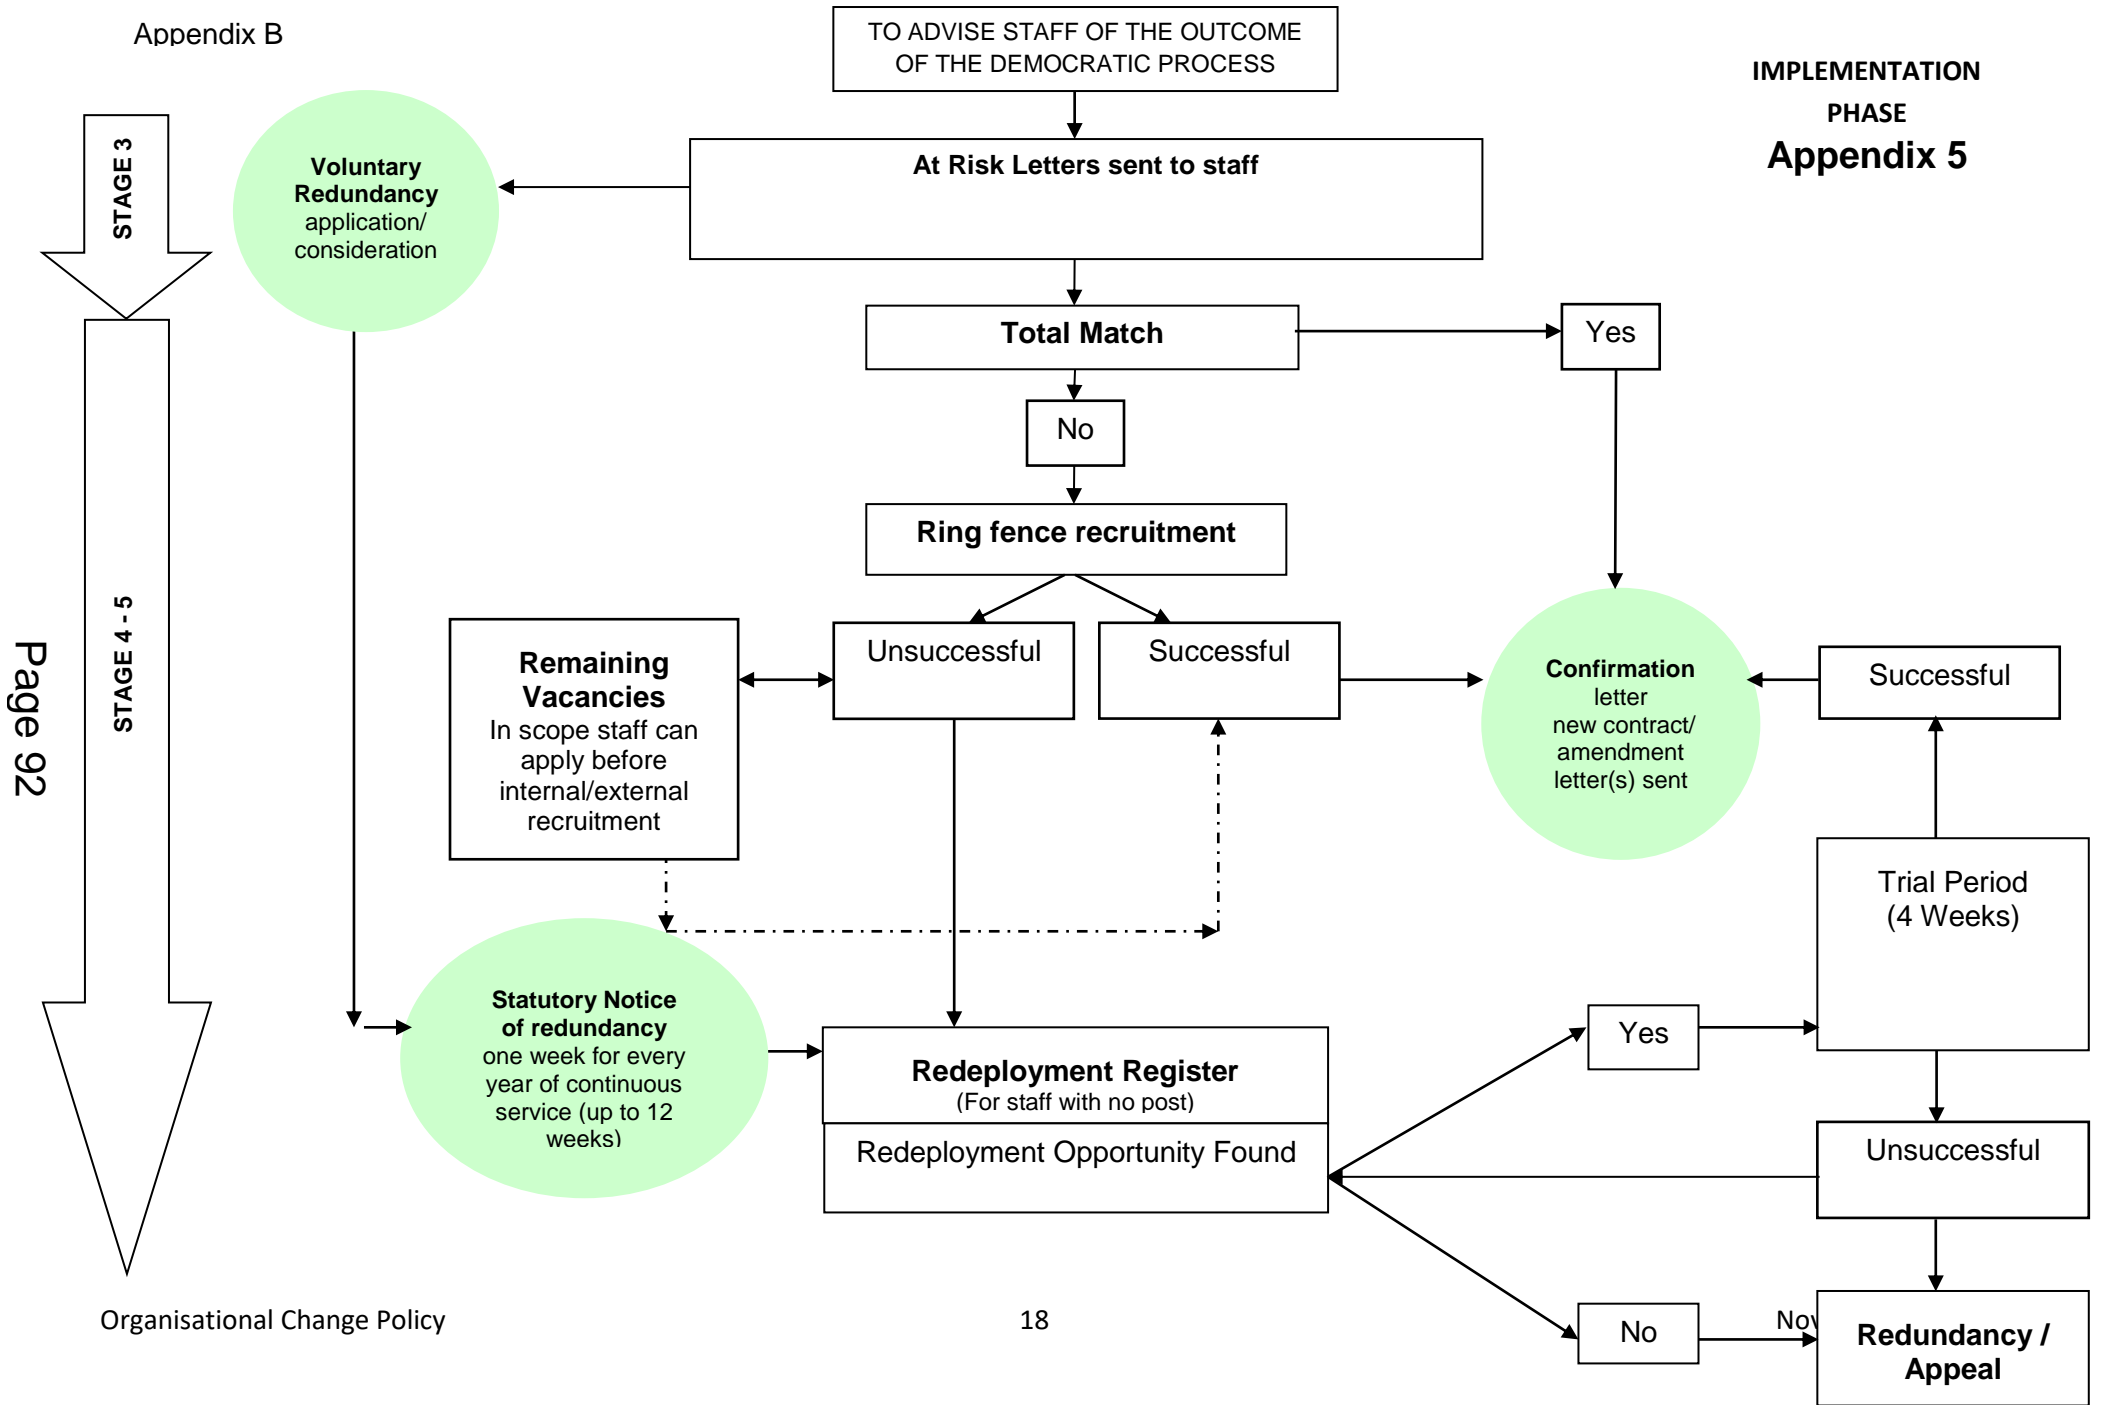 Appendix B
TO ADVISE STAFF OF THE OUTCOME
OF THE DEMOCRATIC PROCESS
IMPLEMENTATION
PHASE
Appendix 5
STAGE 3
Voluntary
Redundancy
application/
consideration
At Risk Letters sent to staff
Total Match
Yes
No
Ring fence recruitment
STAGE 4 - 5
Page 92
Remaining
Vacancies
In scope staff can
apply before
internal/external
recruitment
Unsuccessful
Successful
Confirmation
letter
new contract/
amendment
letter(s) sent
Successful
Trial Period
(4 Weeks)
Statutory Notice
of redundancy
one week for every
year of continuous
service (up to 12
weeks)
Redeployment Register
(For staff with no post)
Redeployment Opportunity Found
Yes
Unsuccessful
No
Redundancy /
Appeal
Organisational Change Policy
18